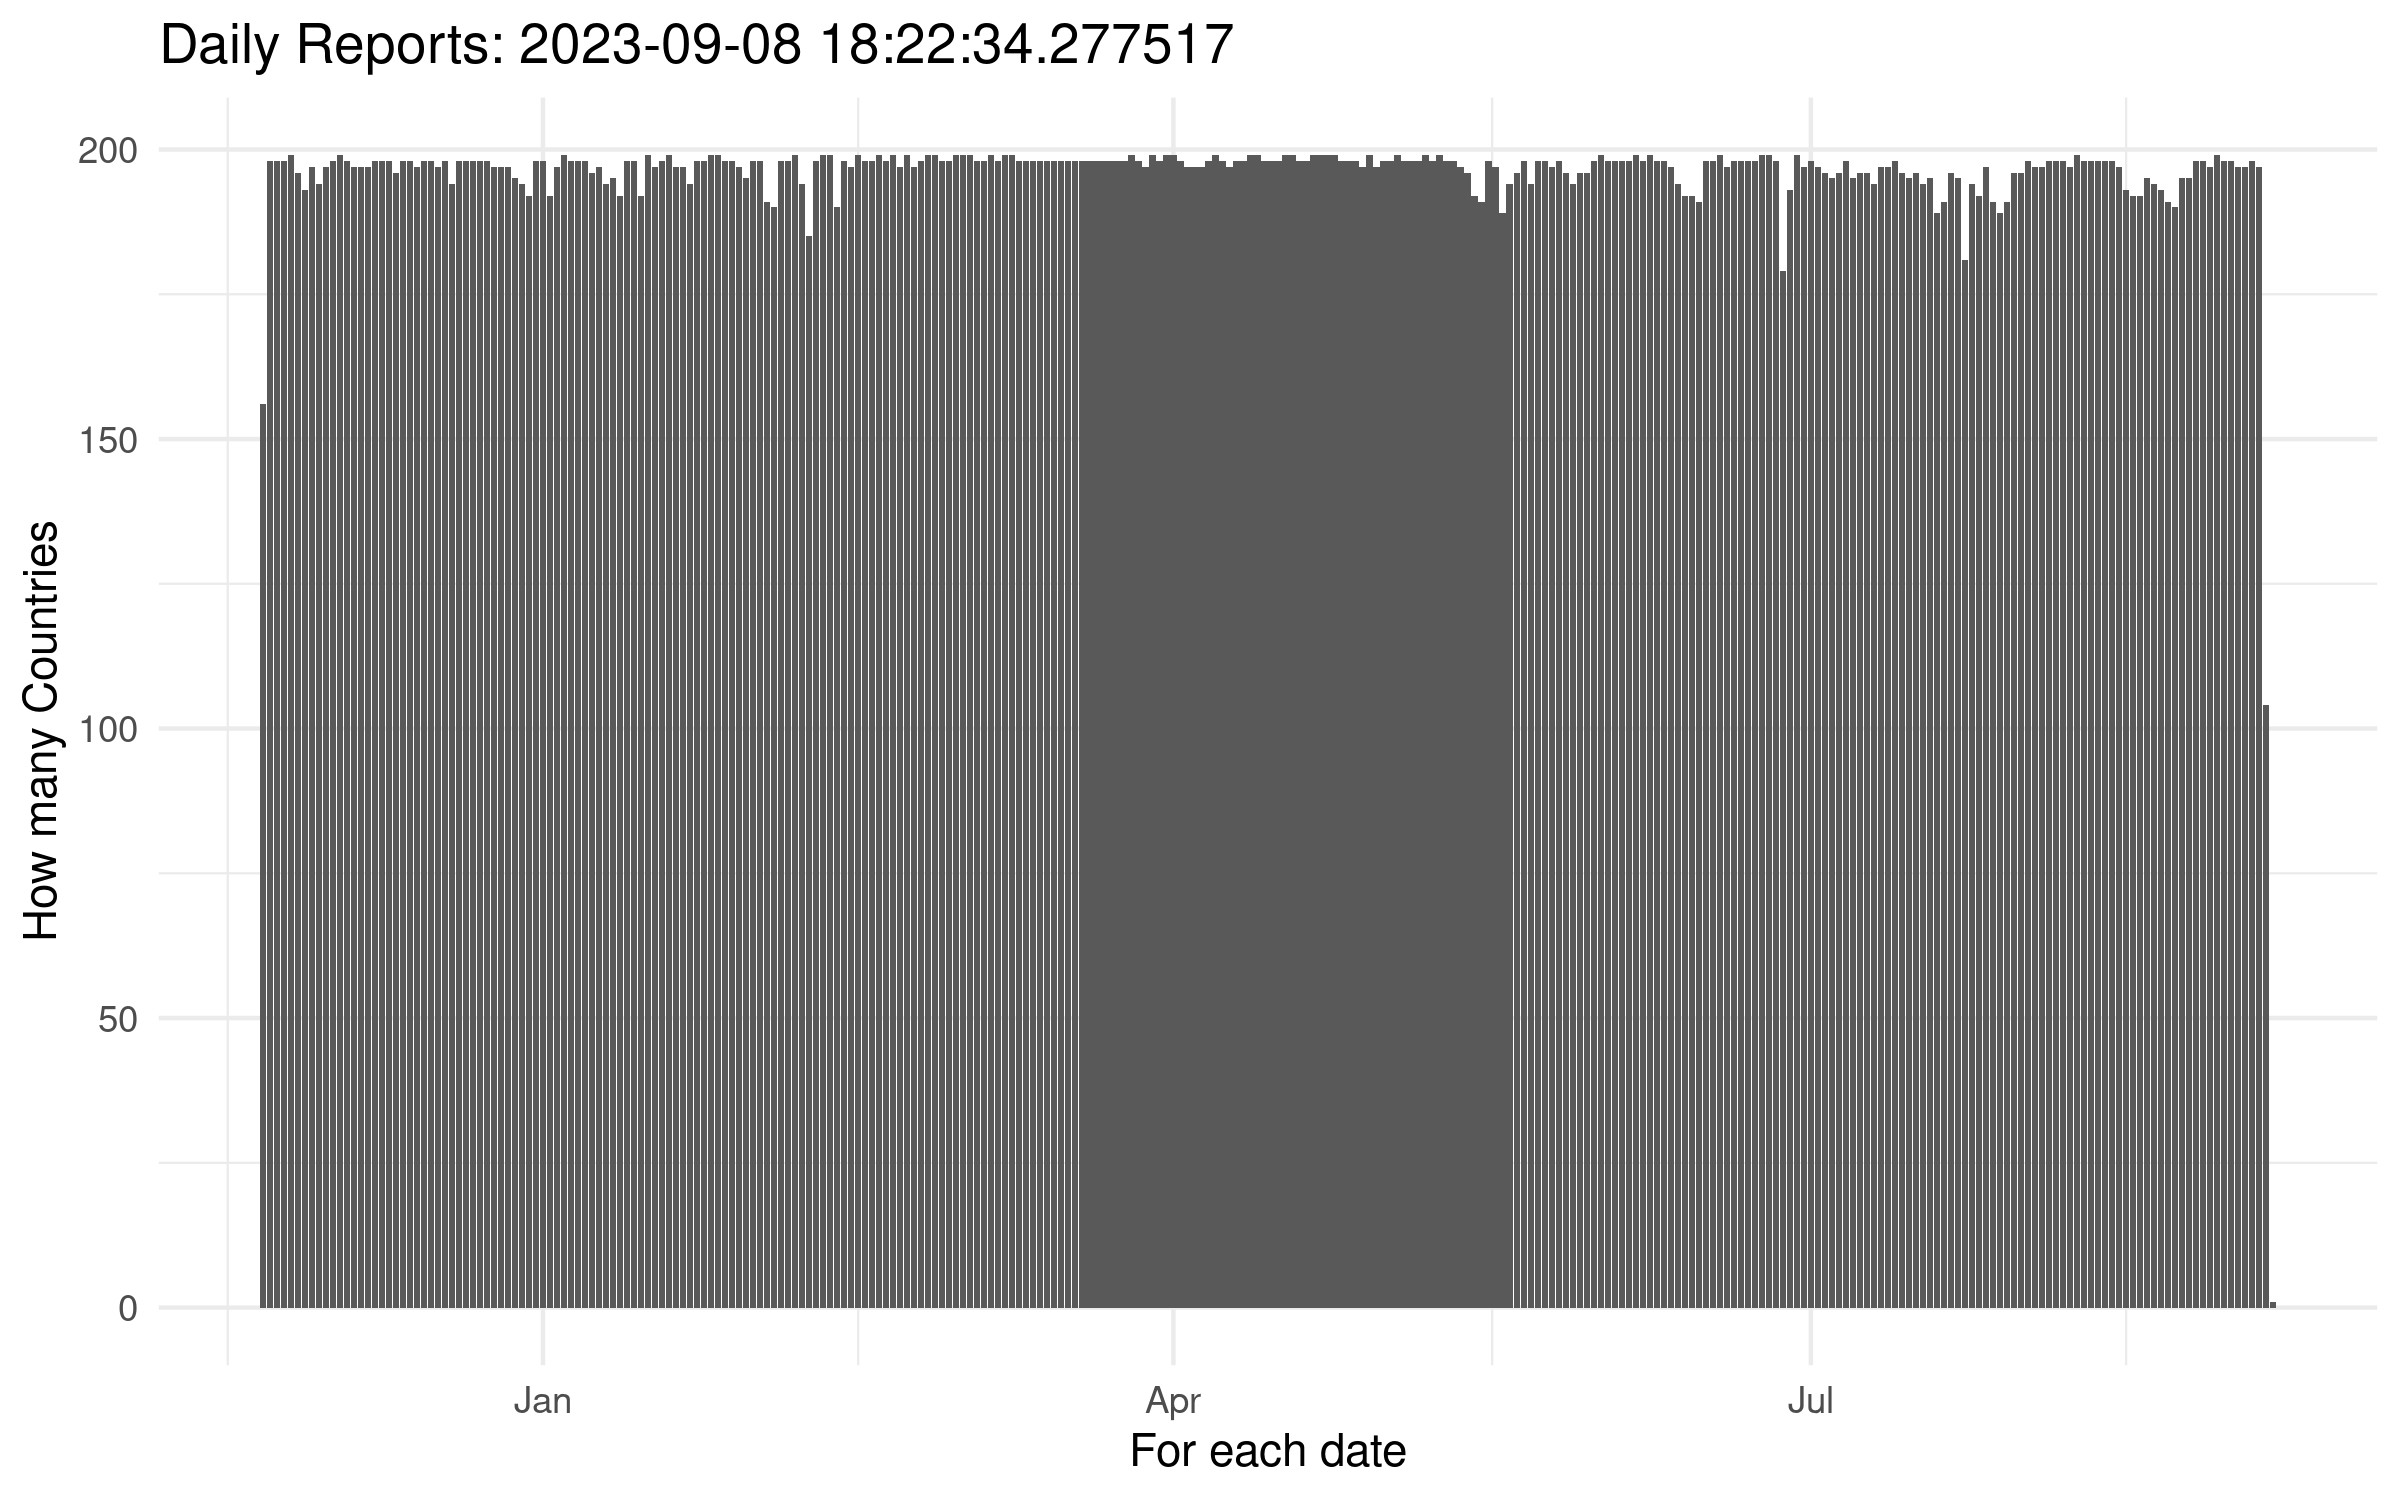 Daily Reports: 2023-09-08 18:22:34.277517
200
150
100
50
0
How many Countries
Jan
Apr
Jul
For each date